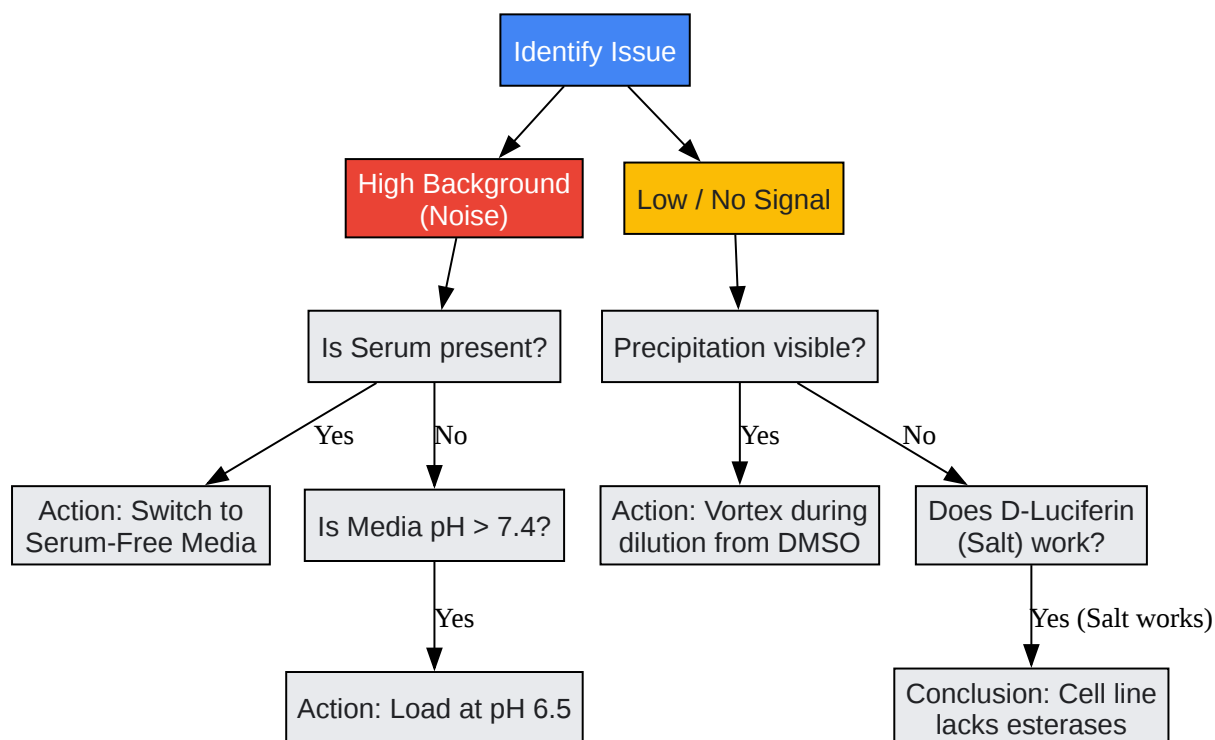 Identify Issue
High Background
(Noise)
Low / No Signal
Is Serum present?
Precipitation visible?
Yes
No
Yes
No
Action: Switch to
Serum-Free Media
Is Media pH > 7.4?
Action: Vortex during
dilution from DMSO
Does D-Luciferin
(Salt) work?
Yes
Yes (Salt works)
Action: Load at pH 6.5
Conclusion: Cell line
lacks esterases